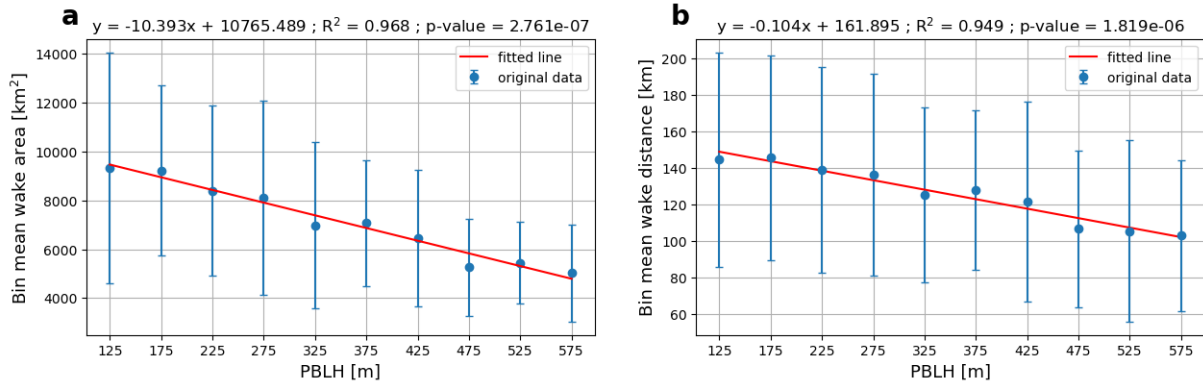 a
y = -10.393x + 10765.489 ; R² = 0.968 ; p-value = 2.761e-07
fitted line
original data
Bin mean wake area [km²]
14000
12000
10000
8000
6000
4000
125 175 225 275 325 375 425 475 525 575
PBLH [m]
b
y = -0.104x + 161.895 ; R² = 0.949 ; p-value = 1.819e-06
fitted line
original data
Bin mean wake distance [km]
200
180
160
140
120
100
80
60
125 175 225 275 325 375 425 475 525 575
PBLH [m]